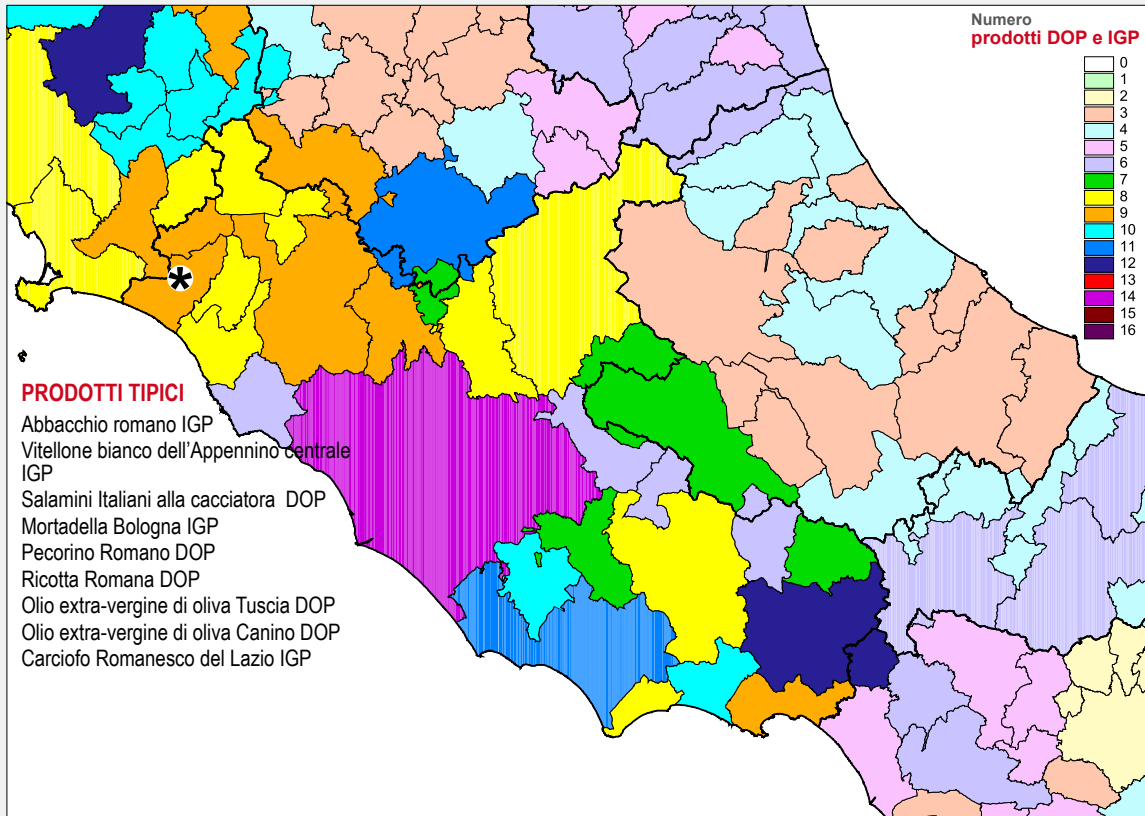 Numero
prodotti DOP e IGP
0
1
2
3
4
5
6
7
8
9
10
11
12
13
14
15
16
*
PRODOTTI TIPICI
Abbacchio romano IGP
Vitellone bianco dell'Appennino centrale
IGP
Salamini Italiani alla cacciatora DOP
Mortadella Bologna IGP
Pecorino Romano DOP
Ricotta Romana DOP
Olio extra-vergine di oliva Tuscia DOP
Olio extra-vergine di oliva Canino DOP
Carciofo Romanesco del Lazio IGP